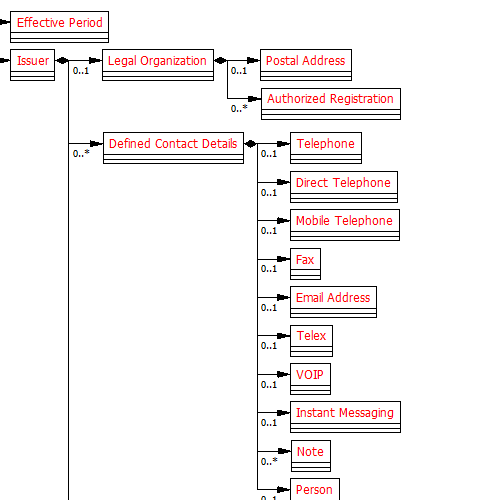 Effective Period
Issuer
Legal Organization
Postal Address
0..1
0..1
Authorized Registration
0..*
Defined Contact Details
Telephone
0..*
0..1
Direct Telephone
0..1
Mobile Telephone
0..1
Fax
0..1
Email Address
0..1
Telex
0..1
VOIP
0..1
Instant Messaging
0..1
Note
0..*
Person
0..1